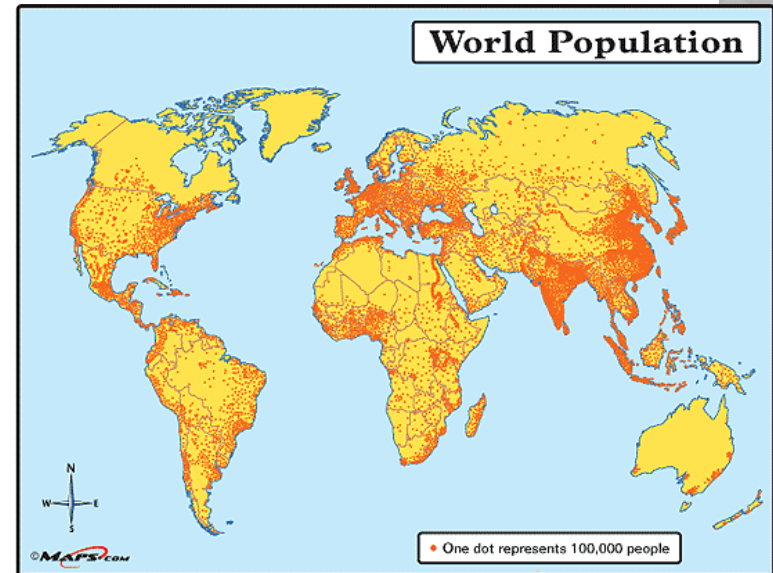 World Population
N
W E
S
One dot represents 100,000 people
©MAPS.COM